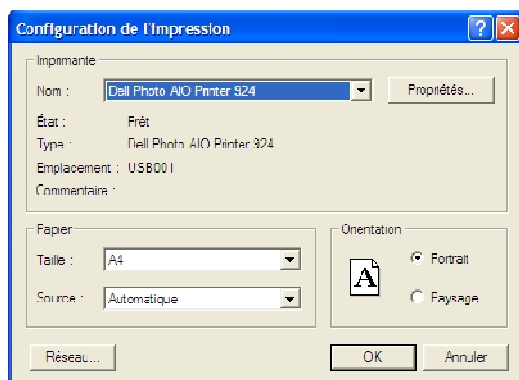 Configuration de l'Impression
Imprimante
Nom :
Dell Photo AIO Printer 924
Propriétés...
État :
Prêt
Type :
Dell Photo AIO Printer 924
Emplacement :
USB001
Commentaire :
Papier
Taille :
A4
Source :
Automatique
Orientation
A
Portrait
Paysage
Réseau...
OK
Annuler